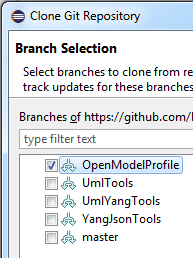 Clone Git Repository
Branch Selection
Select branches to clone from re
track updates for these branches
Branches of https://github.com/
type filter text
OpenModelProfile
UmlTools
UmlYangTools
YangJsonTools
master